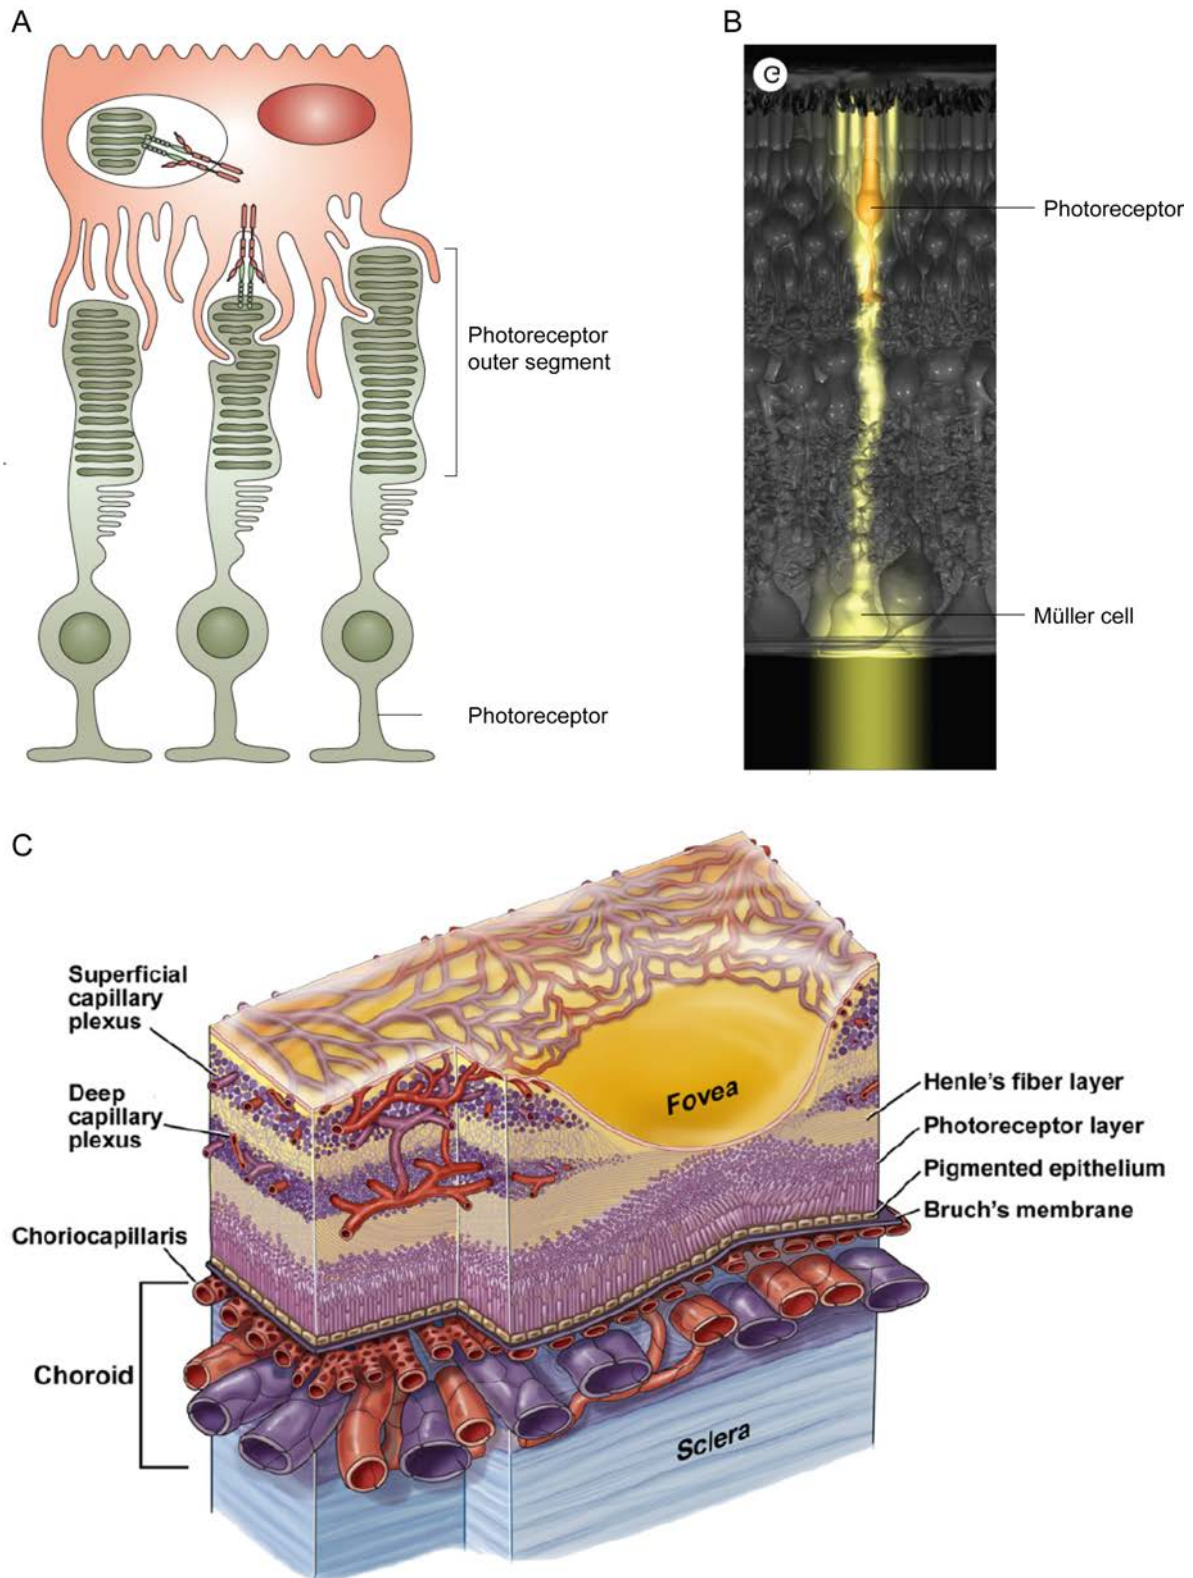 A
B
Photoreceptor
Photoreceptor
outer segment
Müller cell
Photoreceptor
C
Superficial
capillary
plexus
Deep
capillary
plexus
Choriocapillaris
Choroid
Fovea
Henle's fiber layer
Photoreceptor layer
Pigmented epithelium
Bruch's membrane
Sclera